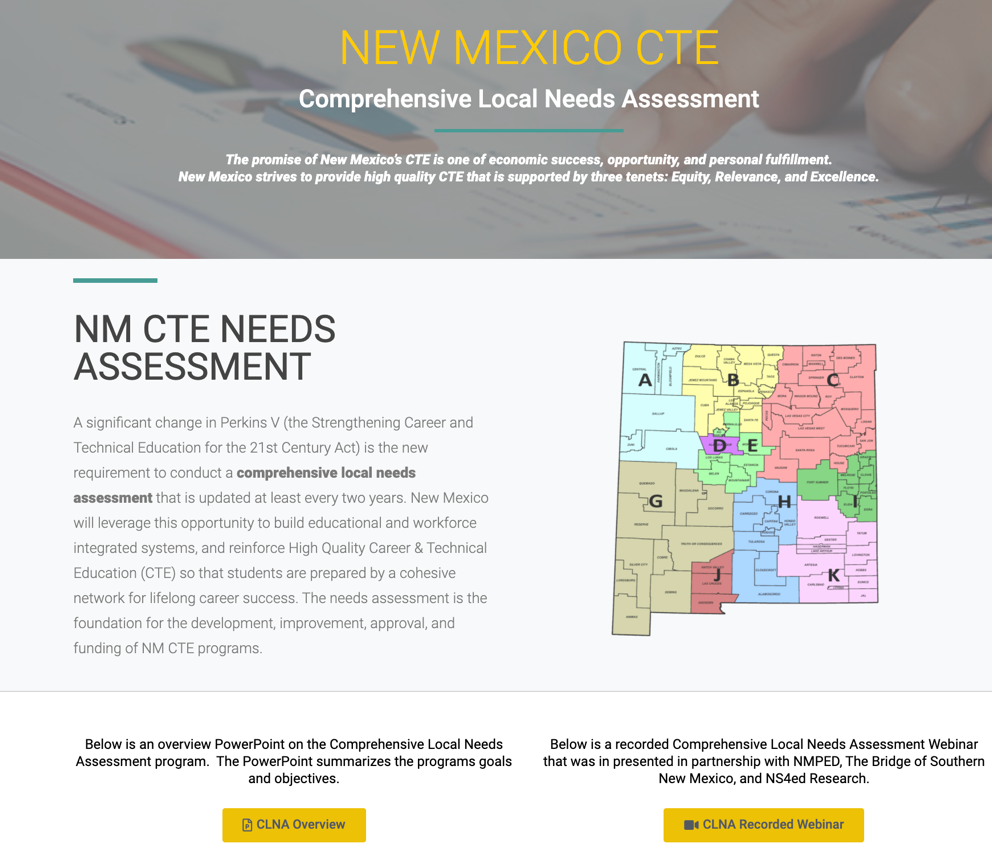 NEW MEXICO CTE
Comprehensive Local Needs Assessment
The promise of New Mexico's CTE is one of economic success, opportunity, and personal fulfillment.
New Mexico strives to provide high quality CTE that is supported by three tenets: Equity, Relevance, and Excellence.
NM CTE NEEDS
ASSESSMENT
A significant change in Perkins V (the Strengthening Career and
Technical Education for the 21st Century Act) is the new
requirement to conduct a comprehensive local needs
assessment that is updated at least every two years. New Mexico
will leverage this opportunity to build educational and workforce
integrated systems, and reinforce High Quality Career & Technical
Education (CTE) so that students are prepared by a cohesive
network for lifelong career success. The needs assessment is the
foundation for the development, improvement, approval, and
funding of NM CTE programs.
A
B
C
D
E
G
H
I
J
K
Below is an overview PowerPoint on the Comprehensive Local Needs
Assessment program.  The PowerPoint summarizes the programs goals
and objectives.
CLNA Overview
Below is a recorded Comprehensive Local Needs Assessment Webinar
that was in presented in partnership with NMPED, The Bridge of Southern
New Mexico, and NS4ed Research.
CLNA Recorded Webinar